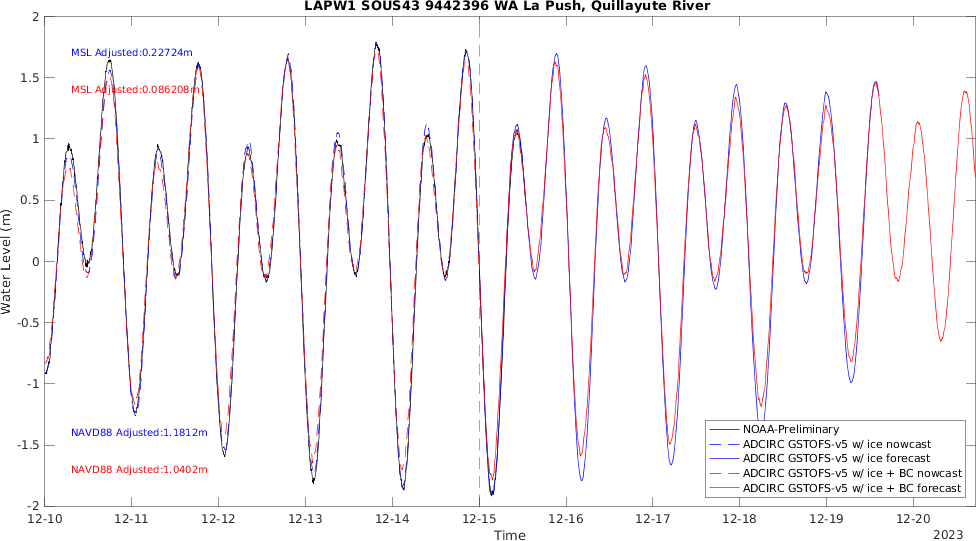 LAPW1 SOUS43 9442396 WA La Push, Quillayute River
MSL Adjusted:0.22724m
MSL Adjusted:0.086208m
NAVD88 Adjusted:1.1812m
NAVD88 Adjusted:1.0402m
Water Level (m)
2
1.5
1
0.5
0
-0.5
-1
-1.5
-2
NOAA-Preliminary
ADCIRC GSTOFS-v5 w/ ice nowcast
ADCIRC GSTOFS-v5 w/ ice forecast
ADCIRC GSTOFS-v5 w/ ice + BC nowcast
ADCIRC GSTOFS-v5 w/ ice + BC forecast
12-10 12-11 12-12 12-13 12-14 12-15 12-16 12-17 12-18 12-19 12-20
Time
2023